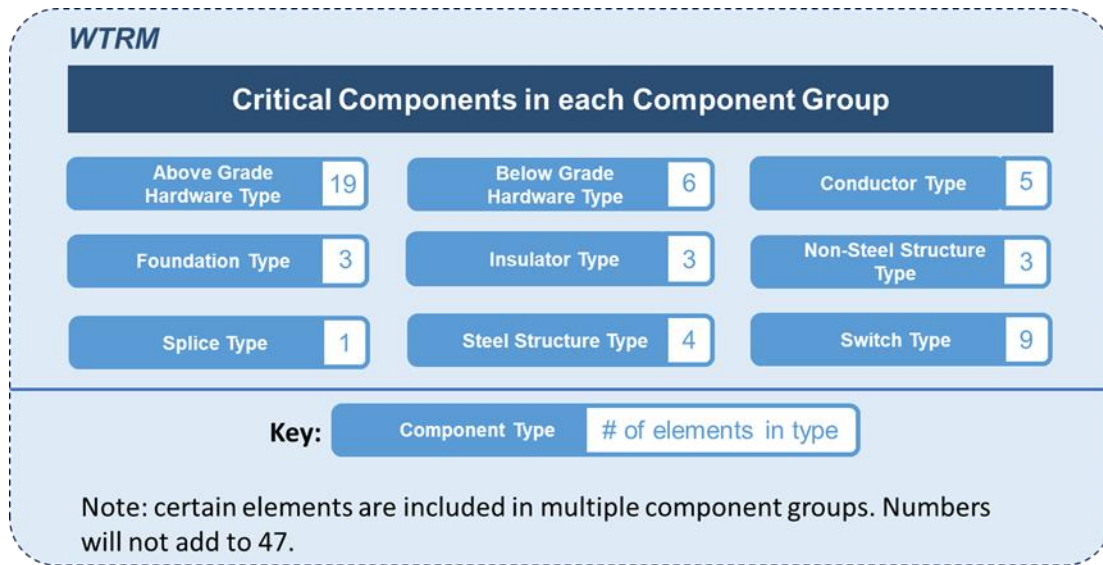 WTRM
Critical Components in each Component Group
Above Grade
Hardware Type
19
Below Grade
Hardware Type
6
Conductor Type
5
Foundation Type
3
Insulator Type
3
Non-Steel Structure
Type
3
Splice Type
1
Steel Structure Type
4
Switch Type
9
Key:
Component Type
# of elements in type
Note: certain elements are included in multiple component groups. Numbers
will not add to 47.